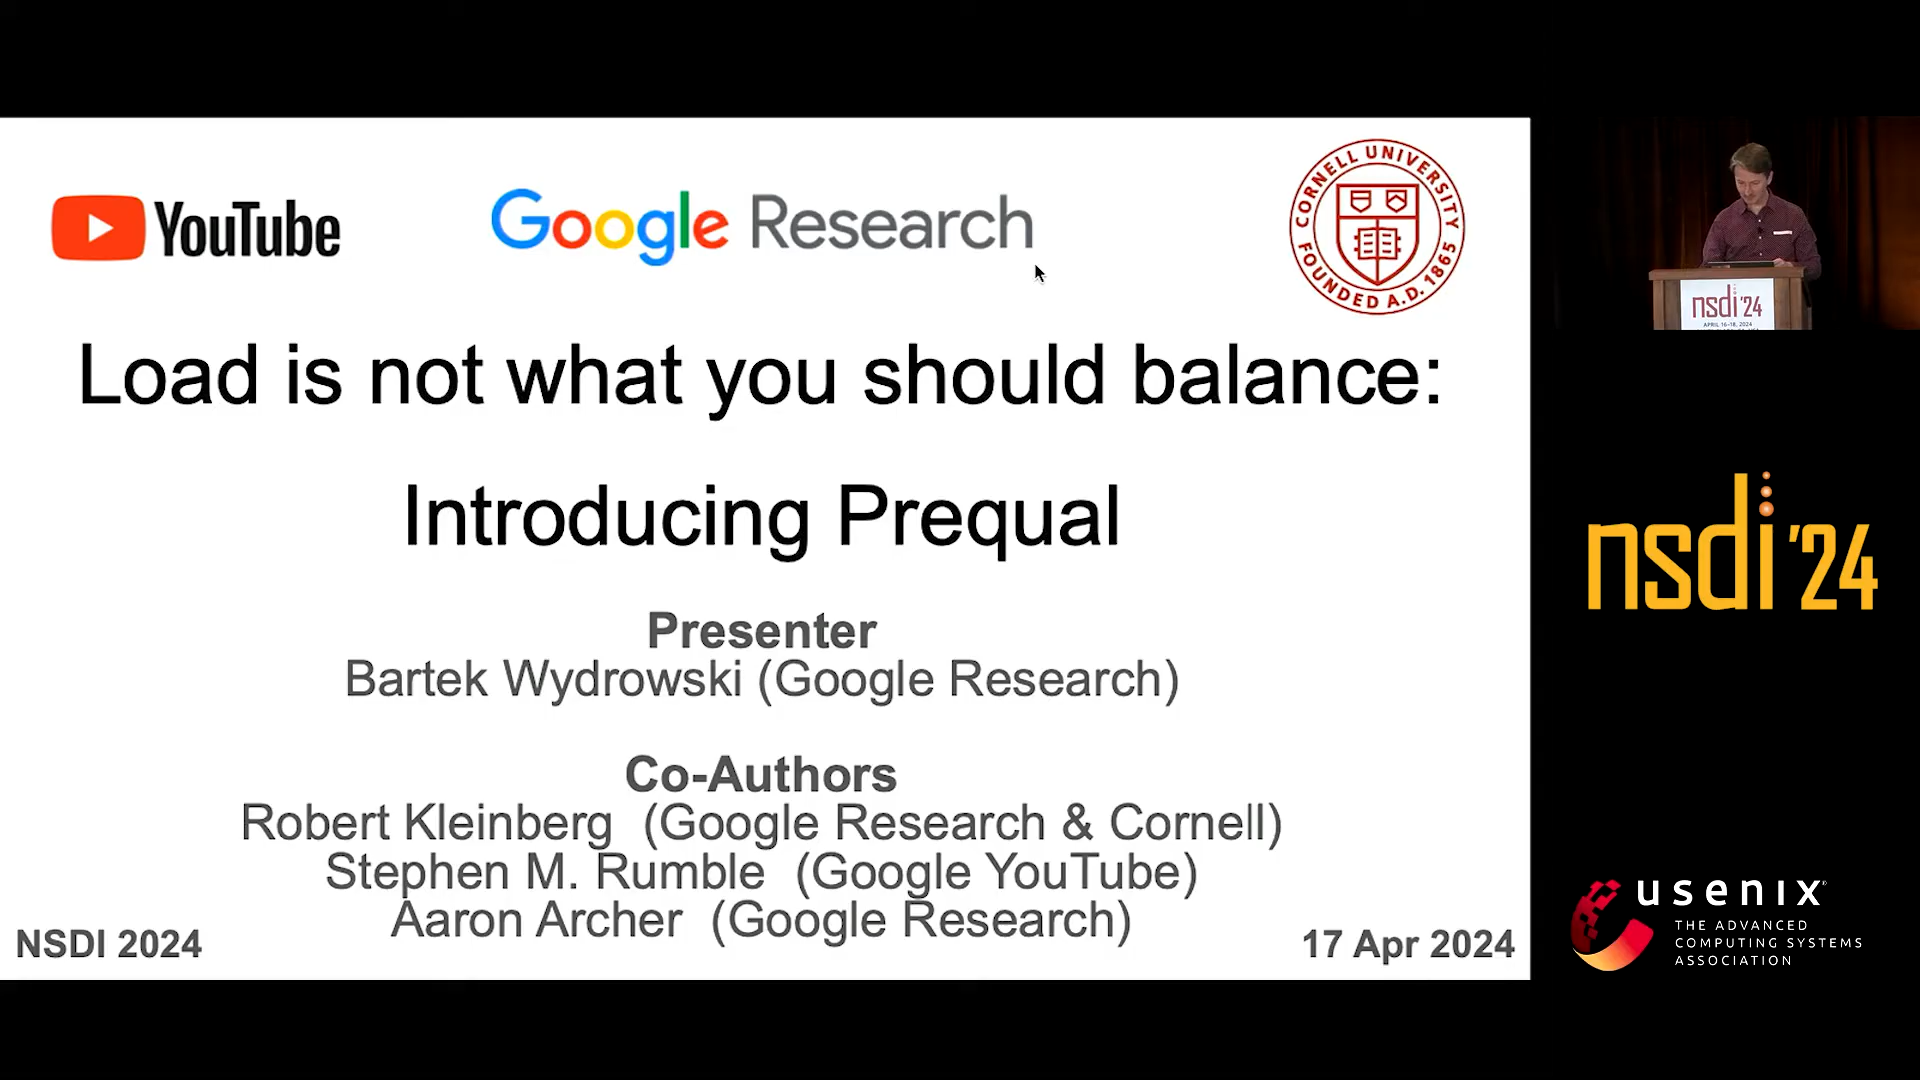 YouTube
Google Research
CORNELL UNIVERSITY
FOUNDED A.D. 1865
Load is not what you should balance:
Introducing Prequal
Presenter
Bartek Wydrowski (Google Research)
Co-Authors
Robert Kleinberg (Google Research & Cornell)
Stephen M. Rumble (Google YouTube)
Aaron Archer (Google Research)
NSDI 2024
17 Apr 2024
nsdi '24
APRIL 16–18, 2024
nsdi '24
usenix
THE ADVANCED
COMPUTING SYSTEMS
ASSOCIATION